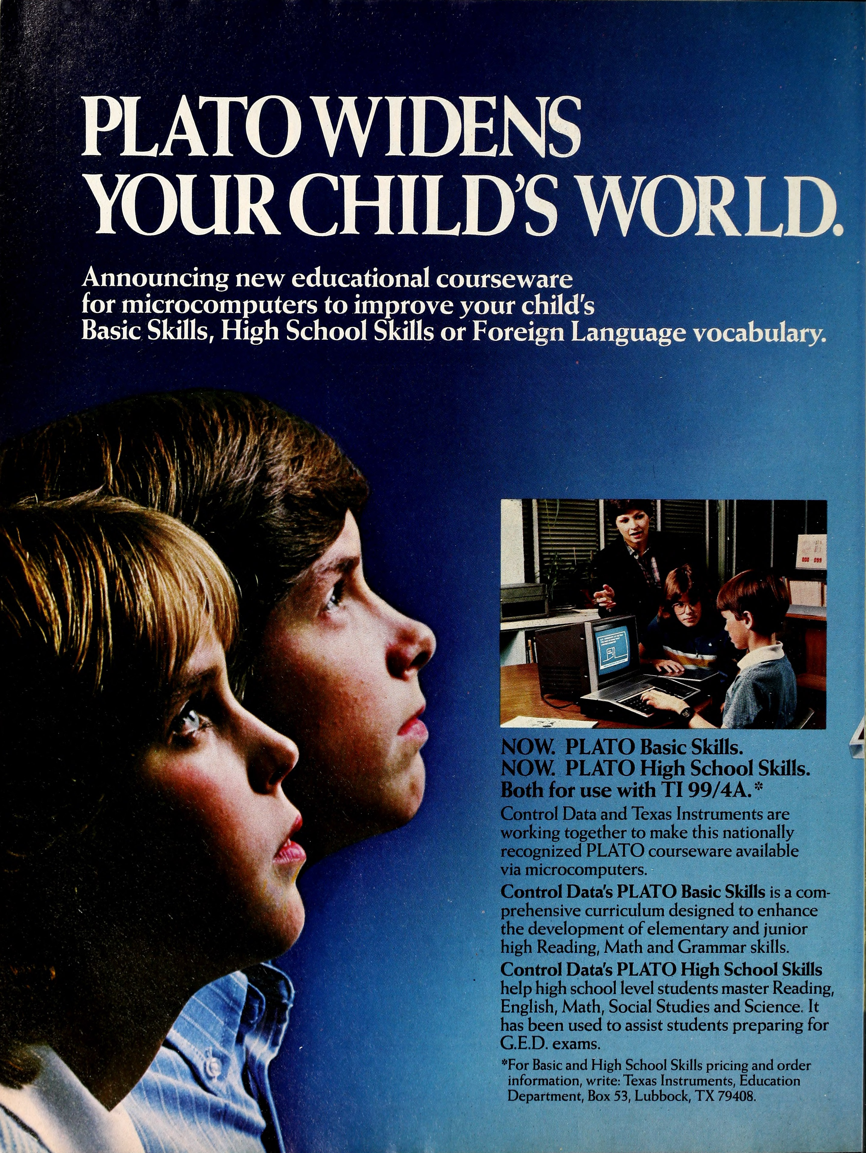 PLATO WIDENS
YOUR CHILD'S WORLD.
Announcing new educational courseware
for microcomputers to improve your child's
Basic Skills, High School Skills or Foreign Language vocabulary.
NOW. PLATO Basic Skills.
NOW. PLATO High School Skills.
Both for use with TI 99/4A.*
Control Data and Texas Instruments are
working together to make this nationally
recognized PLATO courseware available
via microcomputers.
Control Data's PLATO Basic Skills is a com-
prehensive curriculum designed to enhance
the development of elementary and junior
high Reading, Math and Grammar skills.
Control Data's PLATO High School Skills
help high school level students master Reading,
English, Math, Social Studies and Science. It
has been used to assist students preparing for
G.E.D. exams.
*For Basic and High School Skills pricing and order
information, write: Texas Instruments, Education
Department, Box 53, Lubbock, TX 79408.